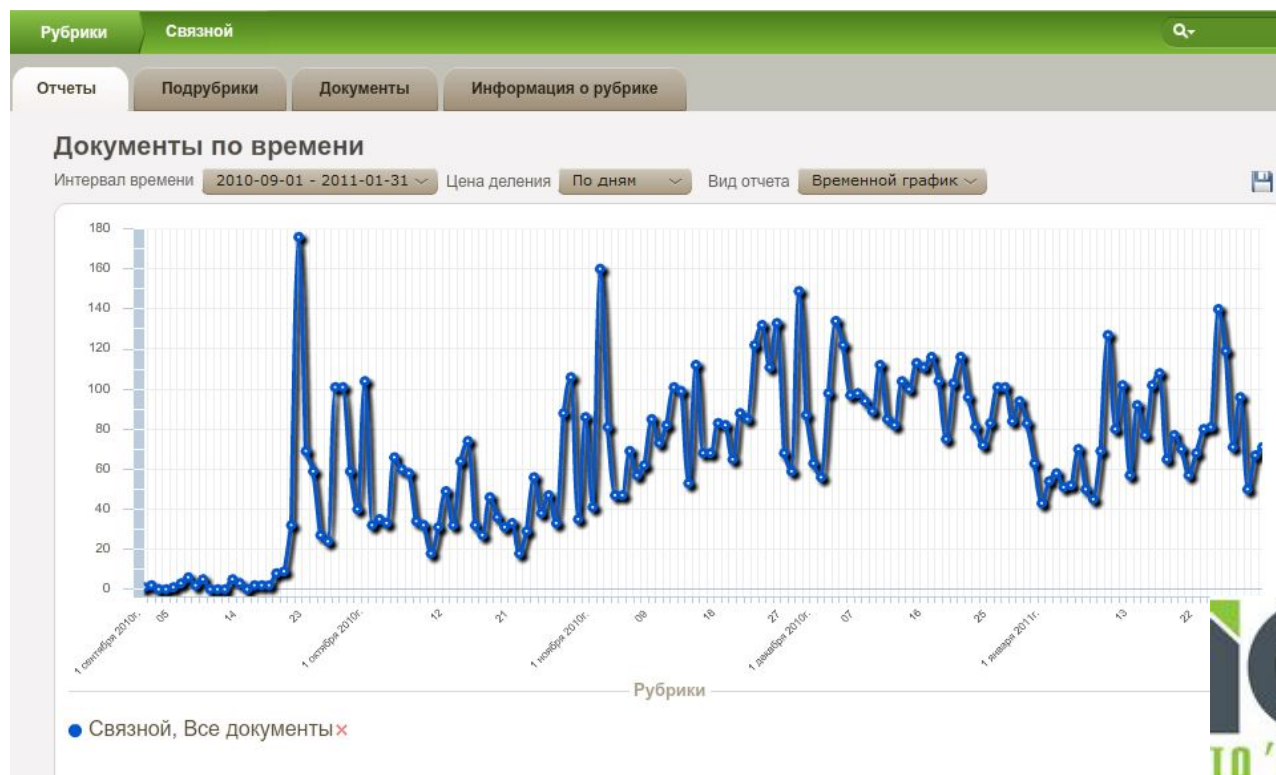 Рубрики Связной
Отчеты Подрубрики Документы Информация о рубрике
Документы по времени
Интервал времени 2010-09-01 - 2011-01-31 Цена деления По дням Вид отчета Временной график
180
160
140
120
100
80
60
40
20
0
1 сентября 2010г. 05 14 23 1 октября 2010г. 12 21 1 ноября 2010г. 09 18 27 1 декабря 2010г. 07 16 25 1 января 2011г. 13 22
Рубрики
Связной, Все документы